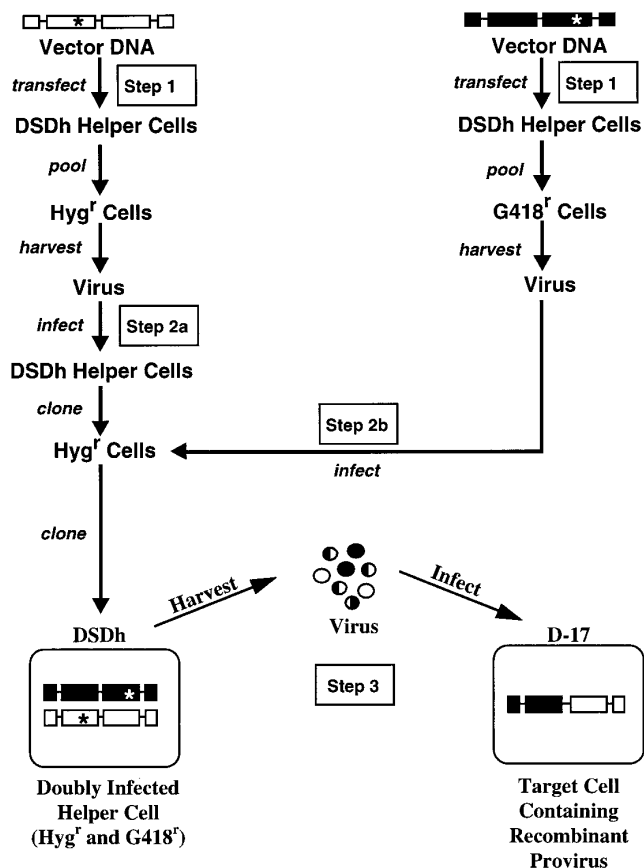 Vector DNA
transfect
Step 1
DSDh Helper Cells
pool
Hygʳ Cells
harvest
Virus
infect
Step 2a
DSDh Helper Cells
clone
Hygʳ Cells
clone
Vector DNA
transfect
Step 1
DSDh Helper Cells
pool
G418ʳ Cells
harvest
Virus
Step 2b
infect
DSDh
Harvest
Virus
Infect
D-17
Step 3
Doubly Infected
Helper Cell
(Hygʳ and G418ʳ)
Target Cell
Containing
Recombinant
Provirus